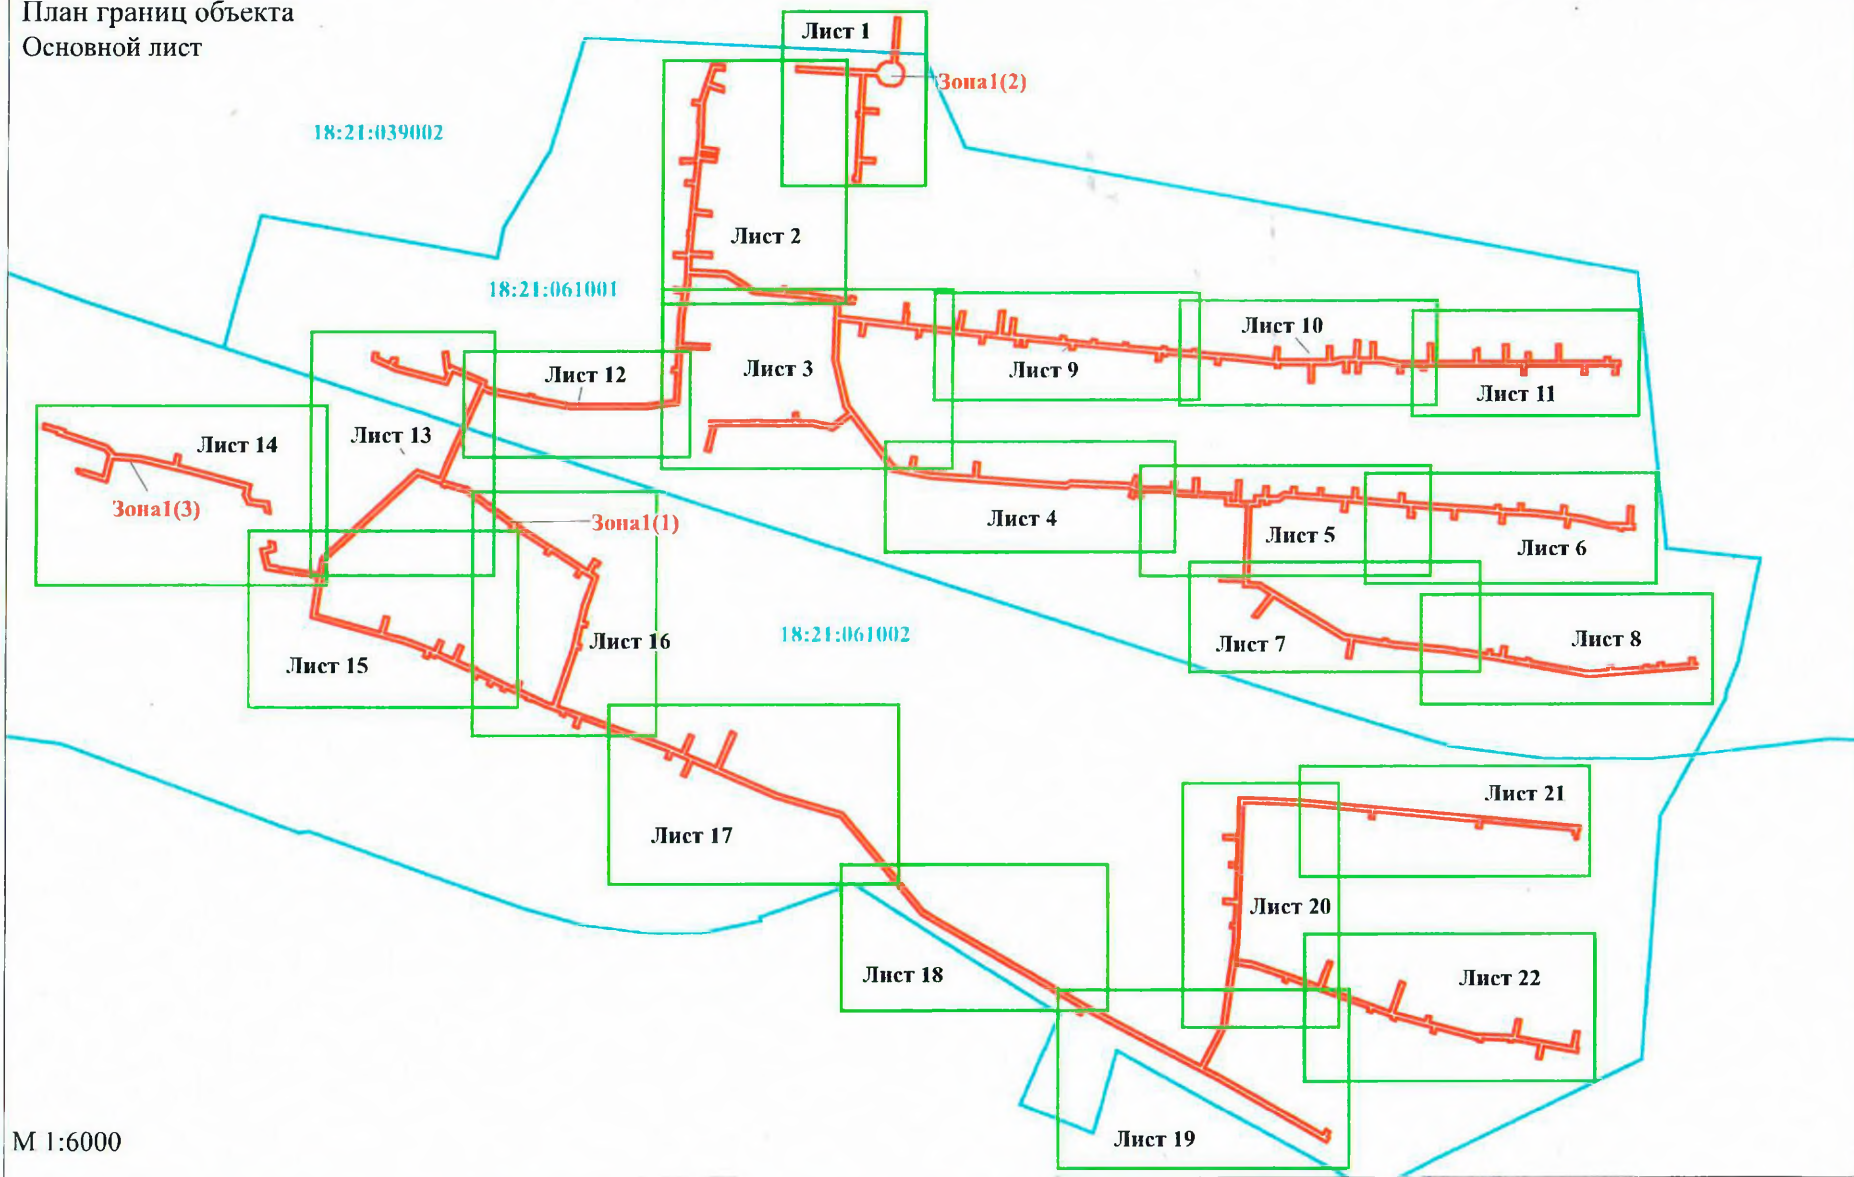 План границ объекта
Основной лист
Лист 1
Зона1(2)
18:21:039002
Лист 2
18:21:061001
Лист 10
Лист 12
Лист 3
Лист 9
Лист 11
Лист 13
Лист 14
Зона1(3)
Зона1(1)
Лист 4
Лист 5
Лист 6
18:21:061002
Лист 16
Лист 7
Лист 8
Лист 15
Лист 21
Лист 17
Лист 20
Лист 18
Лист 22
Лист 19
М 1:6000